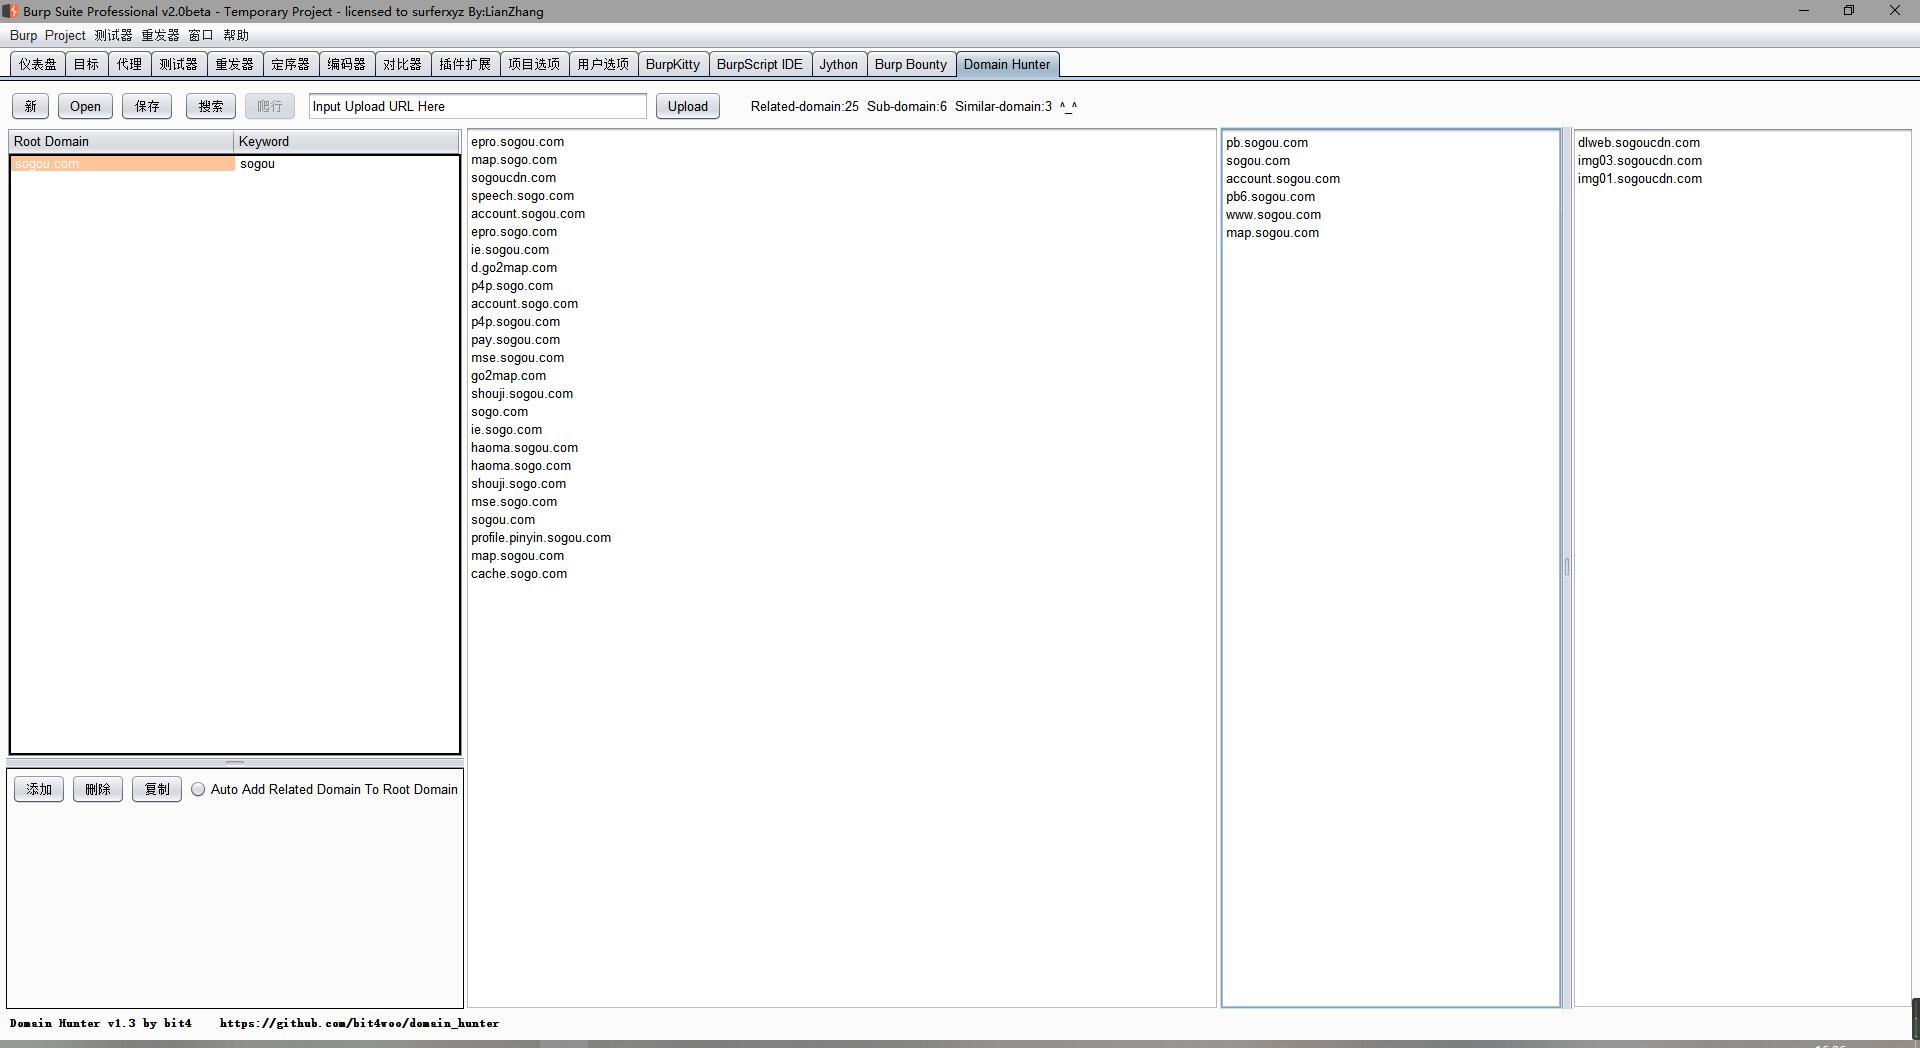 Burp Suite Professional v2.0beta - Temporary Project - licensed to surferxyz By:LianZhang
Burp Project 测试器 重发器 窗口 帮助
仪表盘 目标 代理 测试器 重发器 定序器 编码器 对比器 插件扩展 项目选项 用户选项 BurpKitty BurpScript IDE Jython Burp Bounty Domain Hunter
新 Open 保存 搜索 爬行 Input Upload URL Here Upload Related-domain:25 Sub-domain:6 Similar-domain:3 ^_^
Root Domain Keyword
sogou.com sogou
添加 删除 复制 Auto Add Related Domain To Root Domain
epro.sogou.com
map.sogo.com
sogoucdn.com
speech.sogo.com
account.sogou.com
epro.sogo.com
ie.sogou.com
d.go2map.com
p4p.sogo.com
account.sogo.com
p4p.sogou.com
pay.sogou.com
mse.sogou.com
go2map.com
shouji.sogou.com
sogo.com
ie.sogo.com
haoma.sogou.com
haoma.sogo.com
shouji.sogo.com
mse.sogo.com
sogou.com
profile.pinyin.sogou.com
map.sogou.com
cache.sogo.com
pb.sogou.com
sogou.com
account.sogou.com
pb6.sogou.com
www.sogou.com
map.sogou.com
dlweb.sogoucdn.com
img03.sogoucdn.com
img01.sogoucdn.com
Domain Hunter v1.3 by bit4 https://github.com/bit4woo/domain_hunter